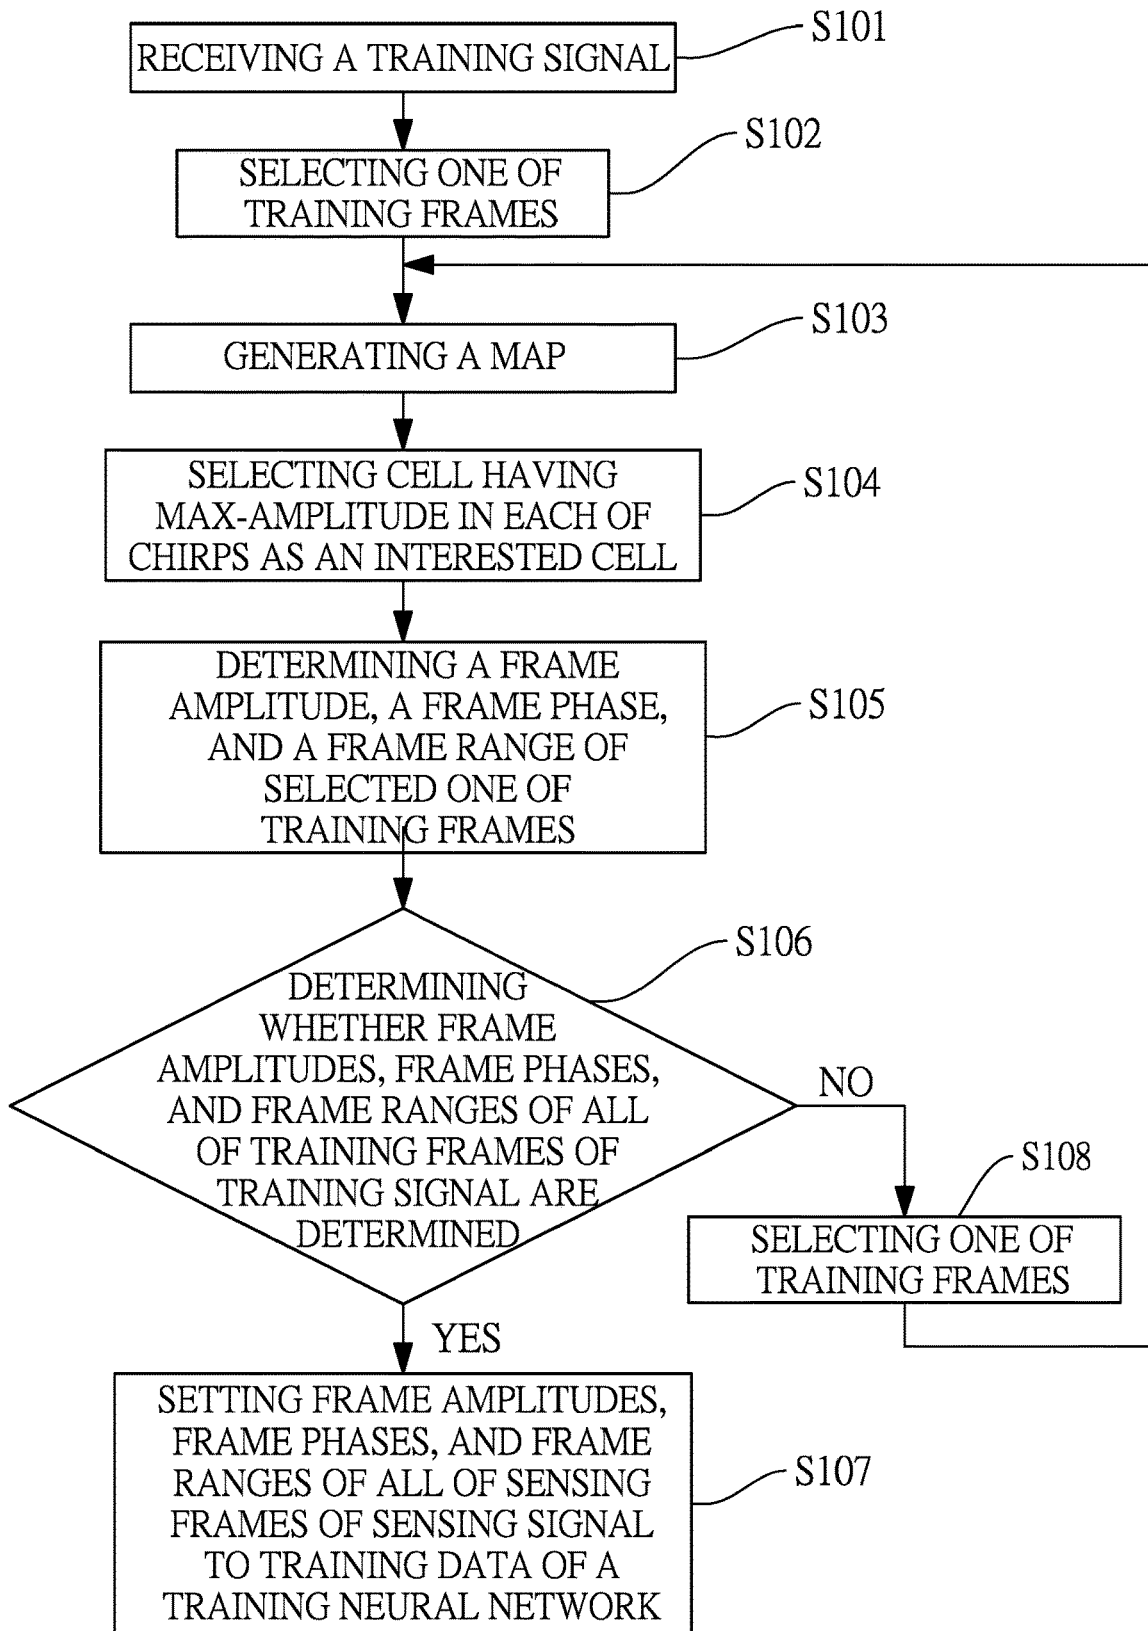 S101
RECEIVING A TRAINING SIGNAL
S102
SELECTING ONE OF
TRAINING FRAMES
S103
GENERATING A MAP
S104
SELECTING CELL HAVING
MAX-AMPLITUDE IN EACH OF
CHIRPS AS AN INTERESTED CELL
S105
DETERMINING A FRAME
AMPLITUDE, A FRAME PHASE,
AND A FRAME RANGE OF
SELECTED ONE OF
TRAINING FRAMES
S106
DETERMINING
WHETHER FRAME
AMPLITUDES, FRAME PHASES,
AND FRAME RANGES OF ALL
OF TRAINING FRAMES OF
TRAINING SIGNAL ARE
DETERMINED
NO
S108
SELECTING ONE OF
TRAINING FRAMES
YES
SETTING FRAME AMPLITUDES,
FRAME PHASES, AND FRAME
RANGES OF ALL OF SENSING
FRAMES OF SENSING SIGNAL
TO TRAINING DATA OF A
TRAINING NEURAL NETWORK
S107